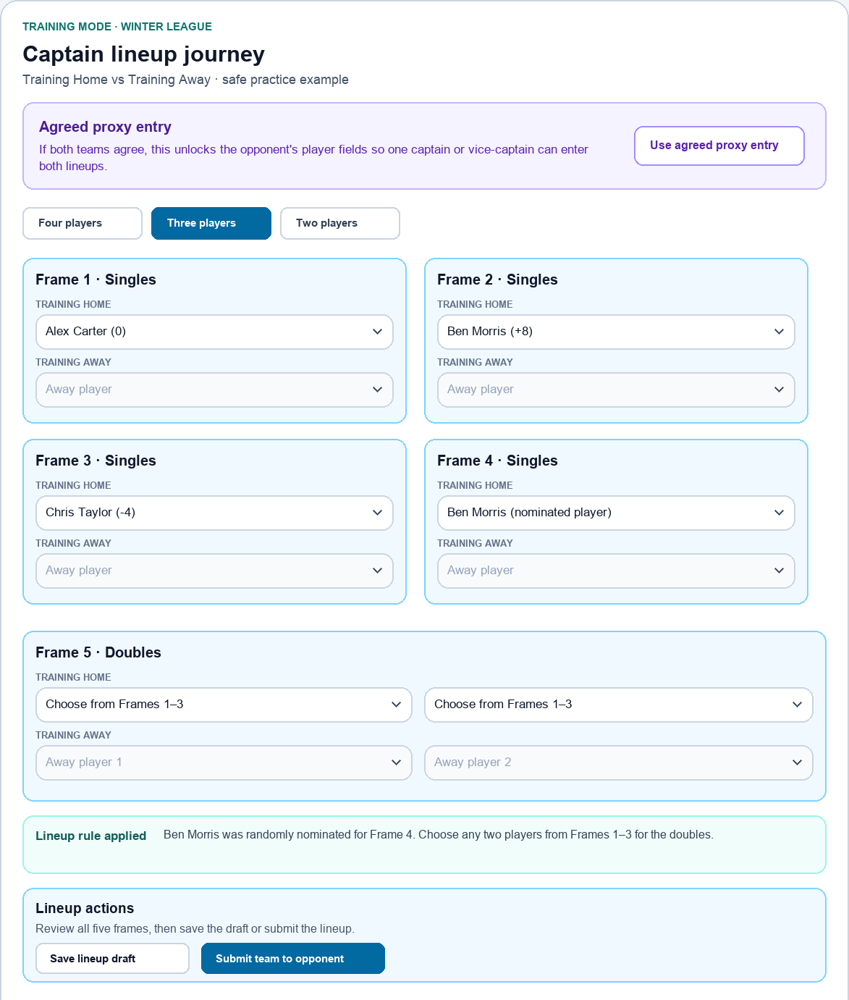 TRAINING MODE · WINTER LEAGUE
Captain lineup journey
Training Home vs Training Away · safe practice example
Agreed proxy entry
If both teams agree, this unlocks the opponent's player fields so one captain or vice-captain can enter
both lineups.
Use agreed proxy entry
Four players
Three players
Two players
Frame 1 · Singles
TRAINING HOME
Alex Carter (0)
TRAINING AWAY
Away player
Frame 2 · Singles
TRAINING HOME
Ben Morris (+8)
TRAINING AWAY
Away player
Frame 3 · Singles
TRAINING HOME
Chris Taylor (-4)
TRAINING AWAY
Away player
Frame 4 · Singles
TRAINING HOME
Ben Morris (nominated player)
TRAINING AWAY
Away player
Frame 5 · Doubles
TRAINING HOME
Choose from Frames 1–3
Choose from Frames 1–3
TRAINING AWAY
Away player 1
Away player 2
Lineup rule applied
Ben Morris was randomly nominated for Frame 4. Choose any two players from Frames 1–3 for the doubles.
Lineup actions
Review all five frames, then save the draft or submit the lineup.
Save lineup draft
Submit team to opponent